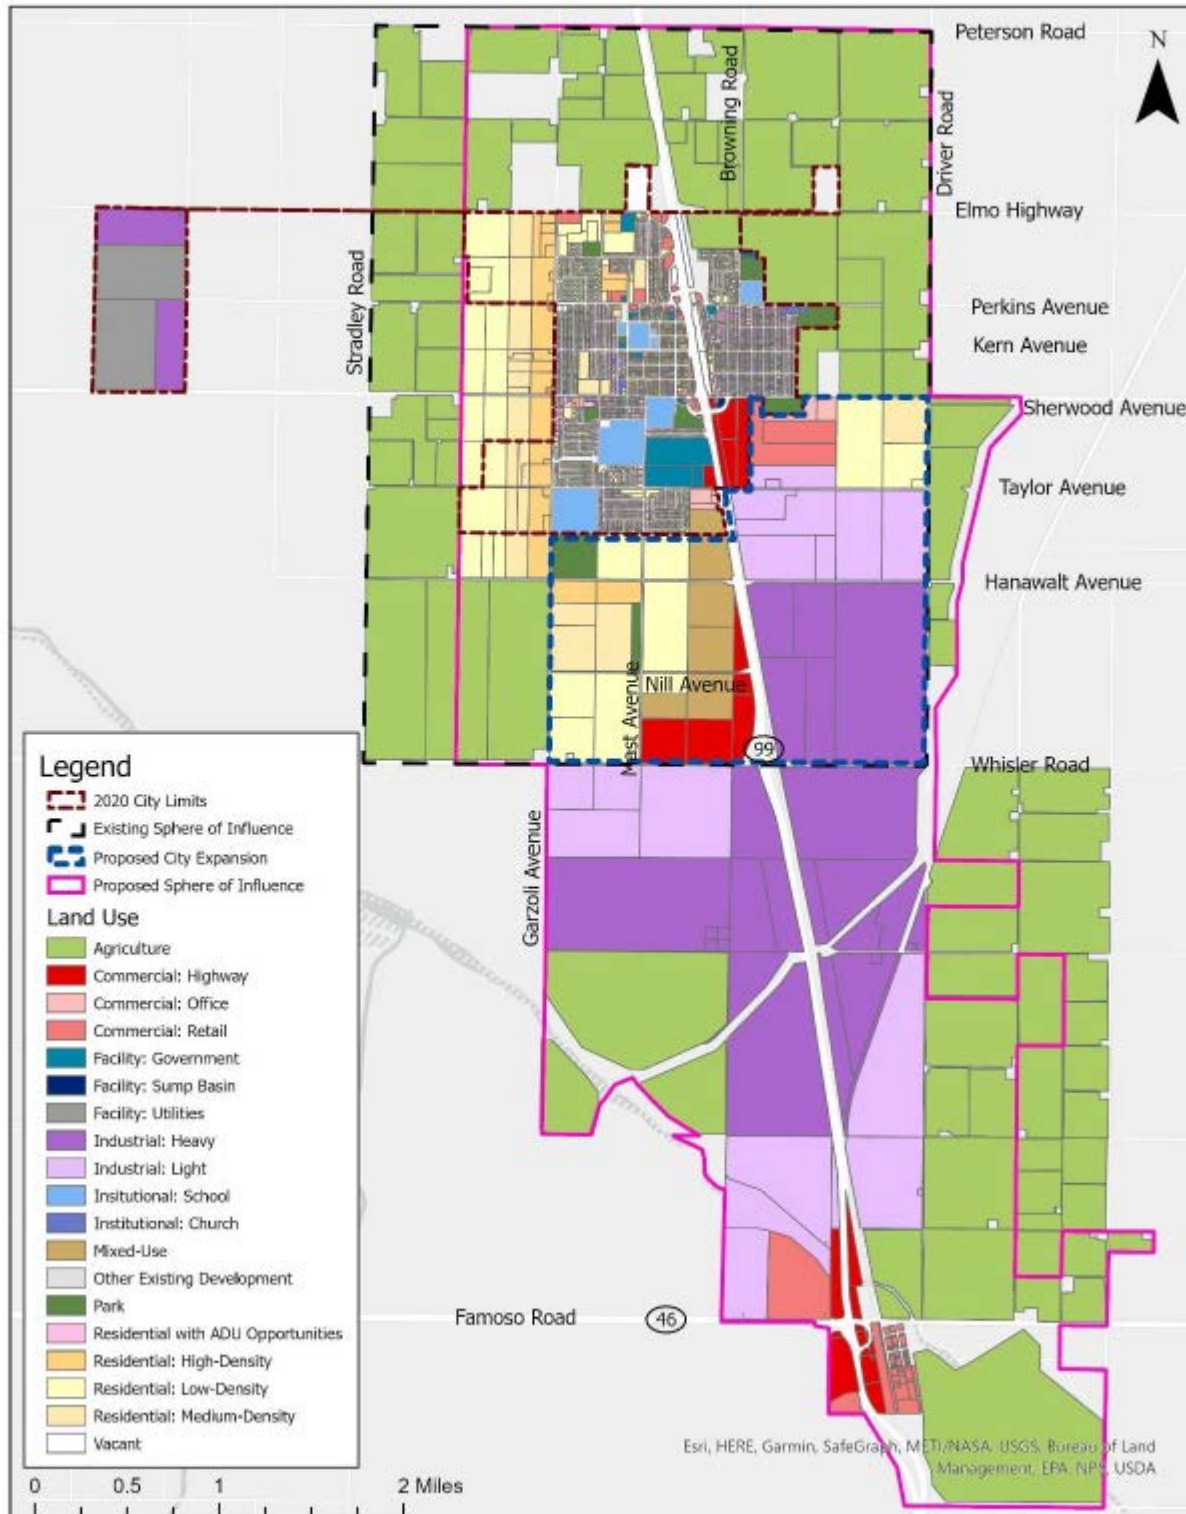 Peterson Road
N
Browning Road
Driver Road
Elmo Highway
Stradley Road
Perkins Avenue
Kern Avenue
Sherwood Avenue
Taylor Avenue
Hanawalt Avenue
Nill Avenue
Mast Avenue
99
Whisler Road
Garzoli Avenue
Famoso Road
46
Legend
2020 City Limits
Existing Sphere of Influence
Proposed City Expansion
Proposed Sphere of Influence
Land Use
Agriculture
Commercial: Highway
Commercial: Office
Commercial: Retail
Facility: Government
Facility: Sump Basin
Facility: Utilities
Industrial: Heavy
Industrial: Light
Insitutional: School
Institutional: Church
Mixed-Use
Other Existing Development
Park
Residential with ADU Opportunities
Residential: High-Density
Residential: Low-Density
Residential: Medium-Density
Vacant
Esri, HERE, Garmin, SafeGraph, METI/NASA, USGS, Bureau of Land
Management, EPA, NPS, USDA
0 0.5 1 2 Miles